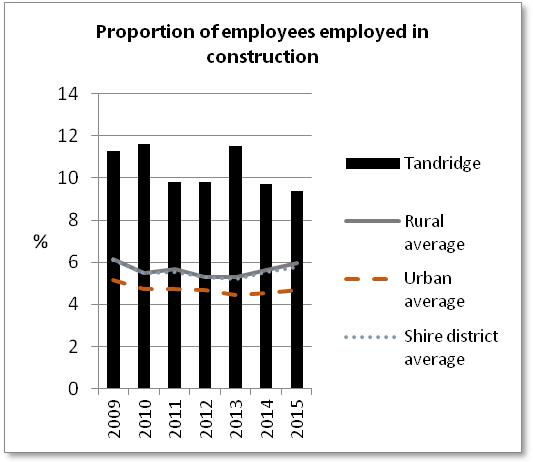 Proportion of employees employed in
construction
14
12
10
8
6
4
2
0
%
2009
2010
2011
2012
2013
2014
2015
Tandridge
Rural
average
Urban
average
Shire district
average